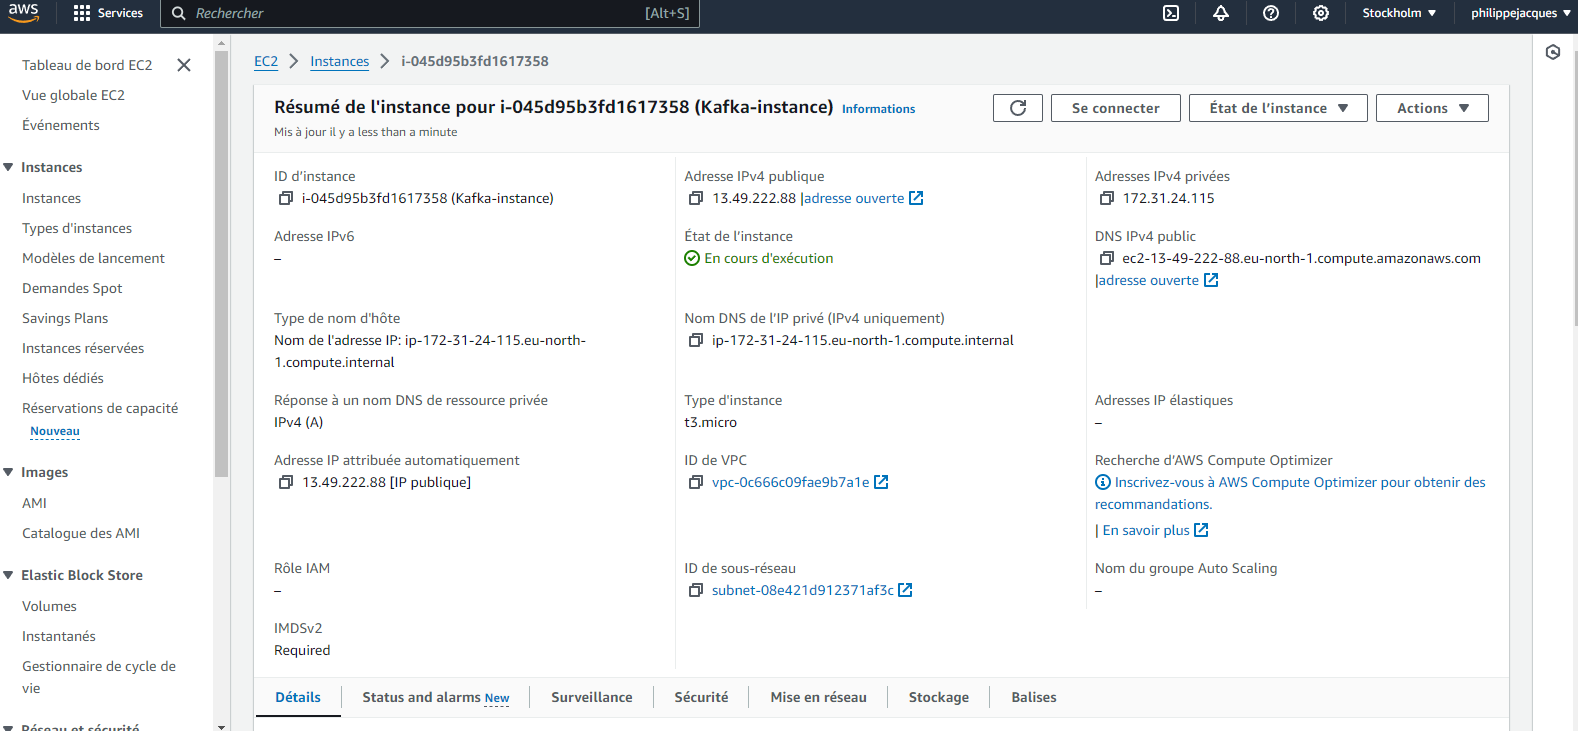 aws
Services
Rechercher
[Alt+S]
Stockholm
philippejacques
Tableau de bord EC2
Vue globale EC2
Événements
Instances
Instances
Types d'instances
Modèles de lancement
Demandes Spot
Savings Plans
Instances réservées
Hôtes dédiés
Réservations de capacité
Nouveau
Images
AMI
Catalogue des AMI
Elastic Block Store
Volumes
Instantanés
Gestionnaire de cycle de
vie
Réseau et sécurité
EC2
Instances
i-045d95b3fd1617358
Résumé de l'instance pour i-045d95b3fd1617358 (Kafka-instance)
Informations
Mis à jour il y a less than a minute
Se connecter
État de l’instance
Actions
ID d’instance
i-045d95b3fd1617358 (Kafka-instance)
Adresse IPv4 publique
13.49.222.88 |adresse ouverte
Adresses IPv4 privées
172.31.24.115
Adresse IPv6
–
État de l’instance
En cours d'exécution
DNS IPv4 public
ec2-13-49-222-88.eu-north-1.compute.amazonaws.com
|adresse ouverte
Type de nom d'hôte
Nom de l'adresse IP: ip-172-31-24-115.eu-north-
1.compute.internal
Nom DNS de l’IP privé (IPv4 uniquement)
ip-172-31-24-115.eu-north-1.compute.internal
Réponse à un nom DNS de ressource privée
IPv4 (A)
Type d'instance
t3.micro
Adresses IP élastiques
–
Adresse IP attribuée automatiquement
13.49.222.88 [IP publique]
ID de VPC
vpc-0c666c09fae9b7a1e
Recherche d’AWS Compute Optimizer
Inscrivez-vous à AWS Compute Optimizer pour obtenir des
recommandations.
| En savoir plus
Rôle IAM
–
ID de sous-réseau
subnet-08e421d912371af3c
Nom du groupe Auto Scaling
–
IMDSv2
Required
Détails
Status and alarms New
Surveillance
Sécurité
Mise en réseau
Stockage
Balises